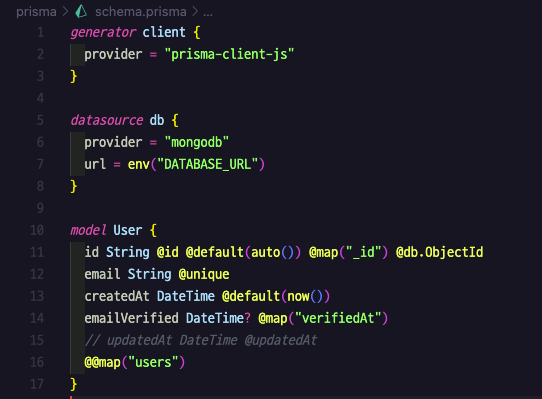 prisma > schema.prisma > ...
1 generator client {
2 provider = "prisma-client-js"
3 }
4
5 datasource db {
6 provider = "mongodb"
7 url = env("DATABASE_URL")
8 }
9
10 model User {
11 id String @id @default(auto()) @map("_id") @db.ObjectId
12 email String @unique
13 createdAt DateTime @default(now())
14 emailVerified DateTime? @map("verifiedAt")
15 // updatedAt DateTime @updatedAt
16 @@map("users")
17 }